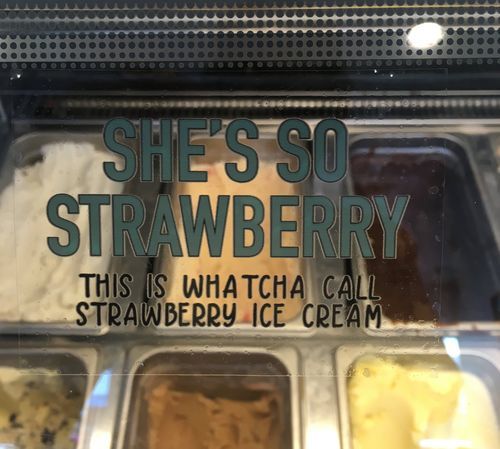 SHE'S SO
STRAWBERRY
THIS IS WHATCHA CALL
STRAWBERRY ICE CREAM